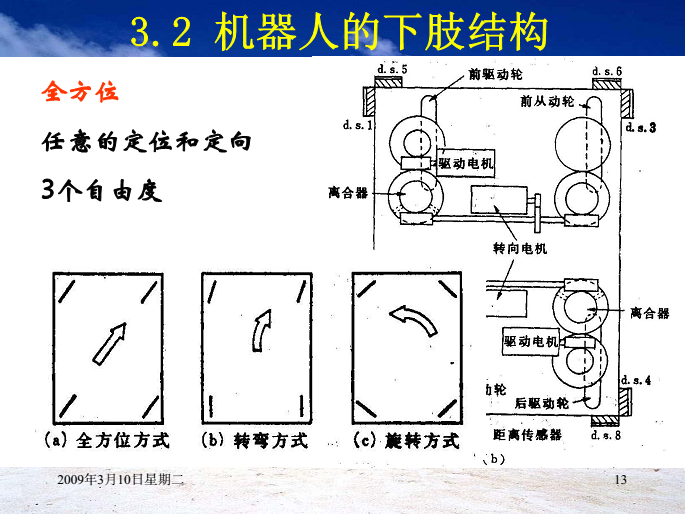 3.2 机器人的下肢结构
全方位
任意的定位和定向
3个自由度
d.s.5
前驱动轮
d.s.6
前从动轮
d.s.1
d.s.3
驱动电机
离合器
转向电机
离合器
驱动电机
d.s.4
动轮
后驱动轮
距离传感器
d.s.8
b)
(a) 全方位方式
(b) 转弯方式
(c) 旋转方式
2009年3月10日星期二
13